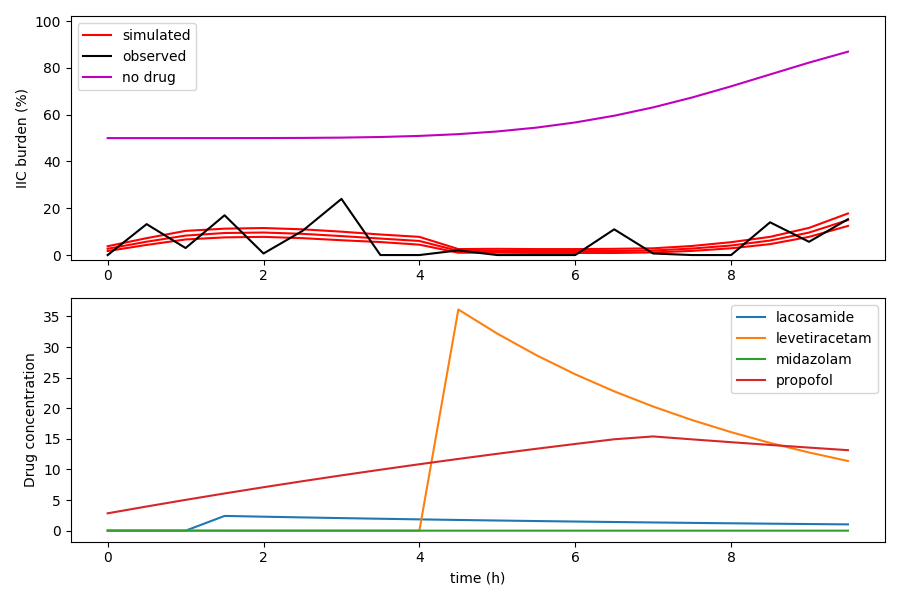 100
80
60
40
20
0
IIC burden (%)
simulated
observed
no drug
0 2 4 6 8
35
30
25
20
15
10
5
0
Drug concentration
lacosamide
levetiracetam
midazolam
propofol
0 2 4 6 8
time (h)